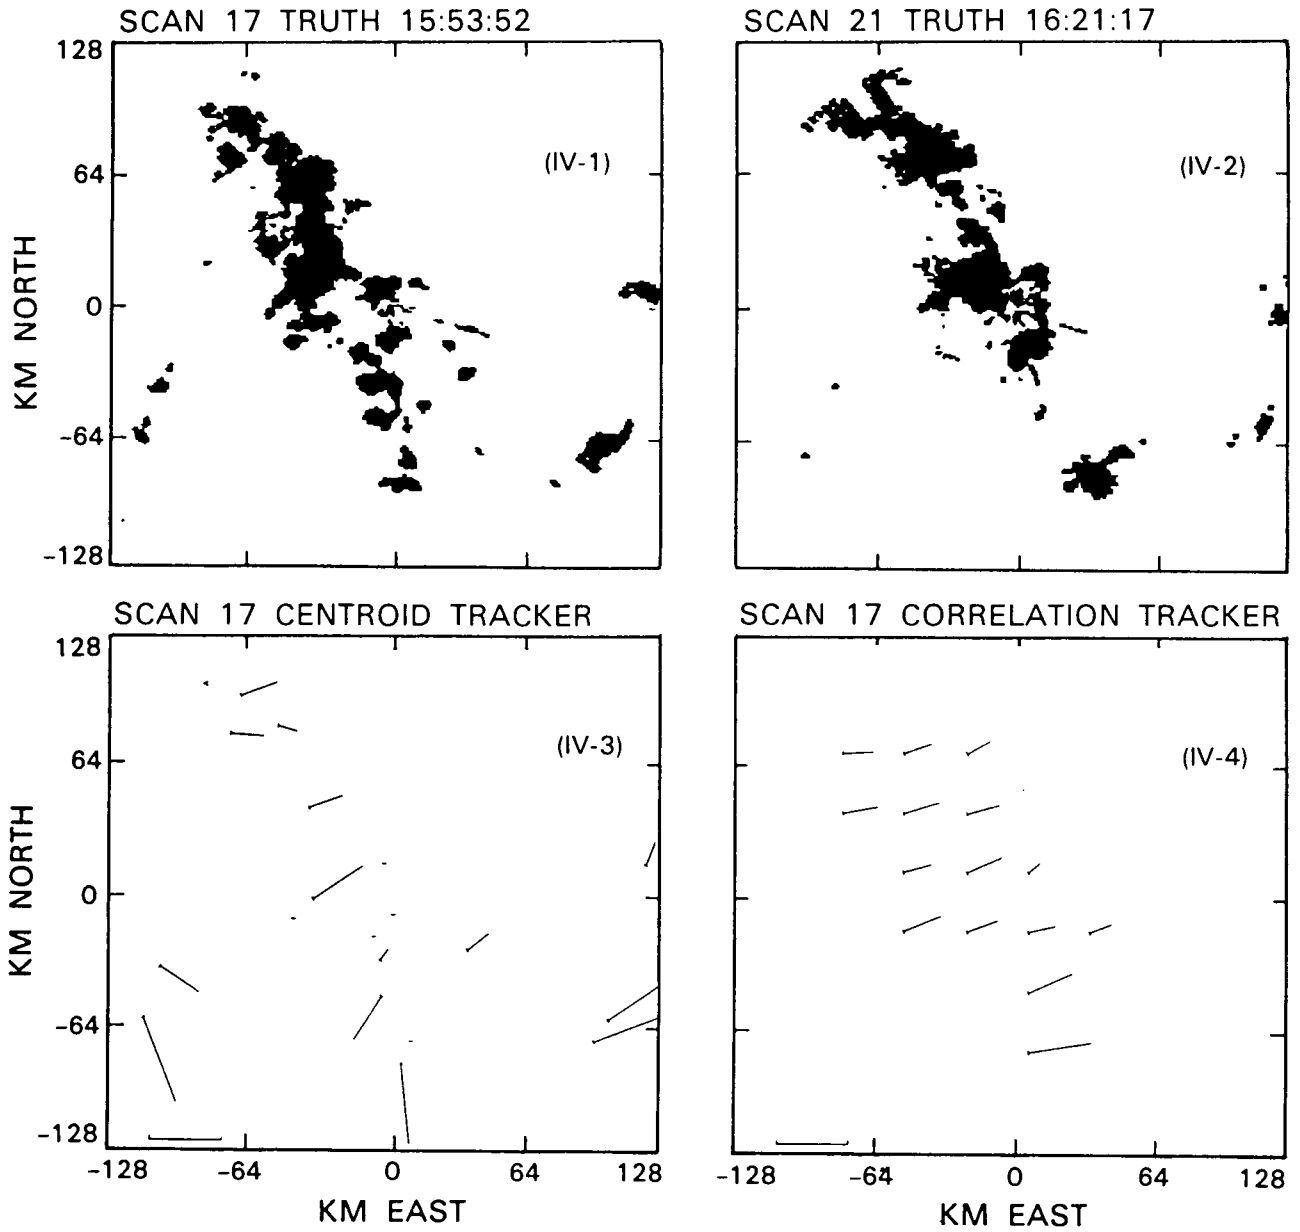 SCAN 17 TRUTH 15:53:52
SCAN 21 TRUTH 16:21:17
128
64
0
-64
-128
KM NORTH
(IV-1)
(IV-2)
SCAN 17 CENTROID TRACKER
SCAN 17 CORRELATION TRACKER
128
64
0
-64
-128
KM NORTH
(IV-3)
(IV-4)
-128
-64
0
64
128
-128
-64
0
64
128
KM EAST
KM EAST